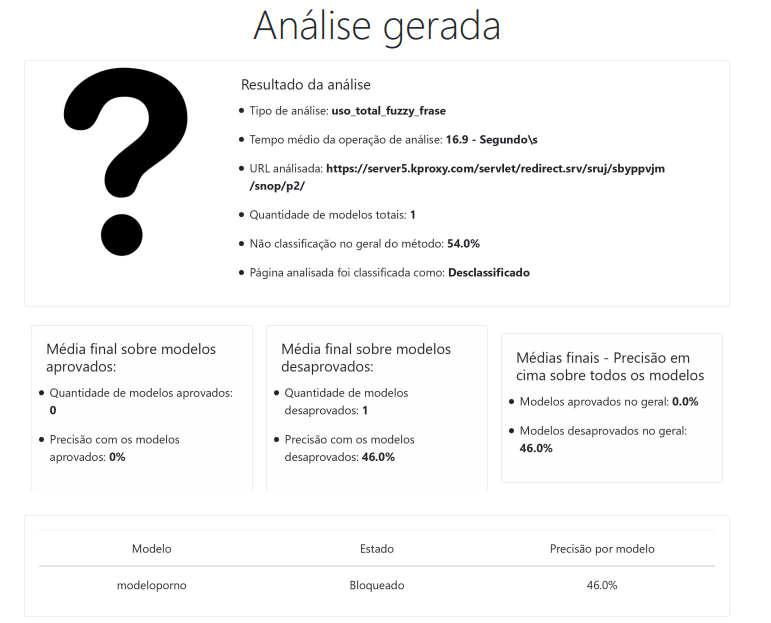 Análise gerada
Resultado da análise
Tipo de análise: uso_total_fuzzy_frase
Tempo médio da operação de análise: 16.9 - Segundo\s
URL análisada: https://server5.kproxy.com/servlet/redirect.srv/sruj/sbyppvjm
/snop/p2/
Quantidade de modelos totais: 1
Não classificação no geral do método: 54.0%
Página analisada foi classificada como: Desclassificado
Média final sobre modelos
aprovados:
Quantidade de modelos aprovados:
0
Precisão com os modelos
aprovados: 0%
Média final sobre modelos
desaprovados:
Quantidade de modelos
desaprovados: 1
Precisão com os modelos
desaprovados: 46.0%
Médias finais - Precisão em
cima sobre todos os modelos
Modelos aprovados no geral: 0.0%
Modelos desaprovados no geral:
46.0%
Modelo Estado Precisão por modelo
modeloporno Bloqueado 46.0%